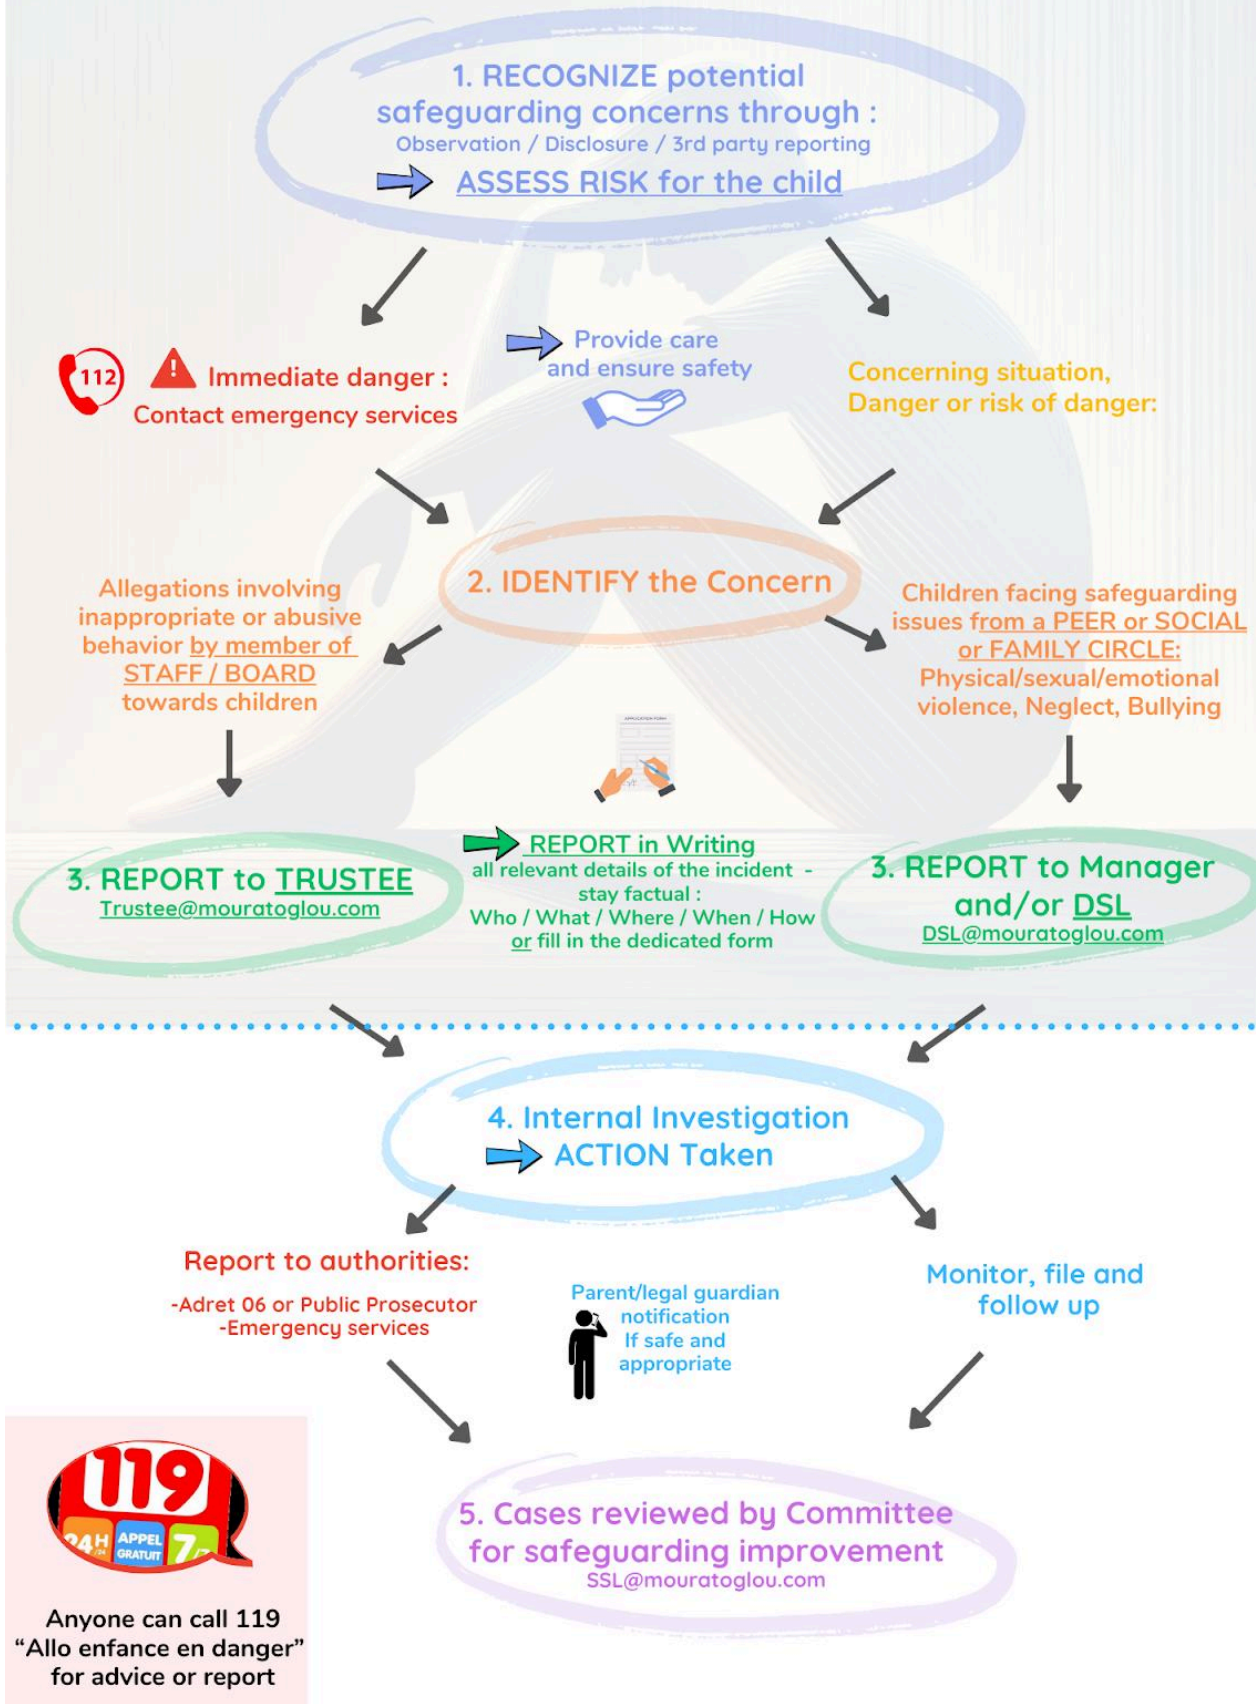 1. RECOGNIZE potential
safeguarding concerns through :
Observation / Disclosure / 3rd party reporting
ASSESS RISK for the child
112
!
Immediate danger :
Contact emergency services
Provide care
and ensure safety
Concerning situation,
Danger or risk of danger:
2. IDENTIFY the Concern
Allegations involving
inappropriate or abusive
behavior by member of
STAFF / BOARD
towards children
Children facing safeguarding
issues from a PEER or SOCIAL
or FAMILY CIRCLE:
Physical/sexual/emotional
violence, Neglect, Bullying
APPLICATION FORM
3. REPORT to TRUSTEE
Trustee@mouratoglou.com
REPORT in Writing
all relevant details of the incident -
stay factual :
Who / What / Where / When / How
or fill in the dedicated form
3. REPORT to Manager
and/or DSL
DSL@mouratoglou.com
4. Internal Investigation
ACTION Taken
Report to authorities:
-Adret 06 or Public Prosecutor
-Emergency services
Parent/legal guardian
notification
If safe and
appropriate
Monitor, file and
follow up
5. Cases reviewed by Committee
for safeguarding improvement
SSL@mouratoglou.com
119
24H/24 APPEL GRATUIT 7/7
Anyone can call 119
“Allo enfance en danger”
for advice or report